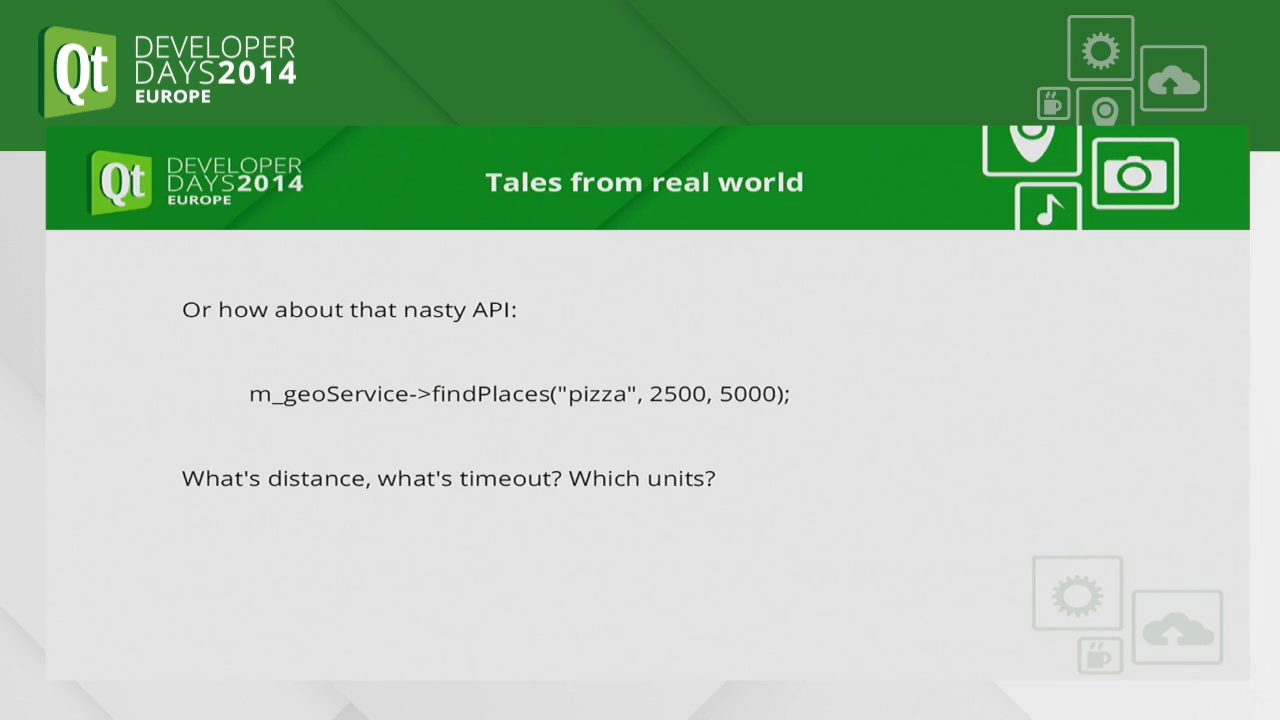 Qt
DEVELOPER
DAYS2014
EUROPE
Qt
DEVELOPER
DAYS2014
EUROPE
Tales from real world
Or how about that nasty API:
m_geoService->findPlaces("pizza", 2500, 5000);
What's distance, what's timeout? Which units?